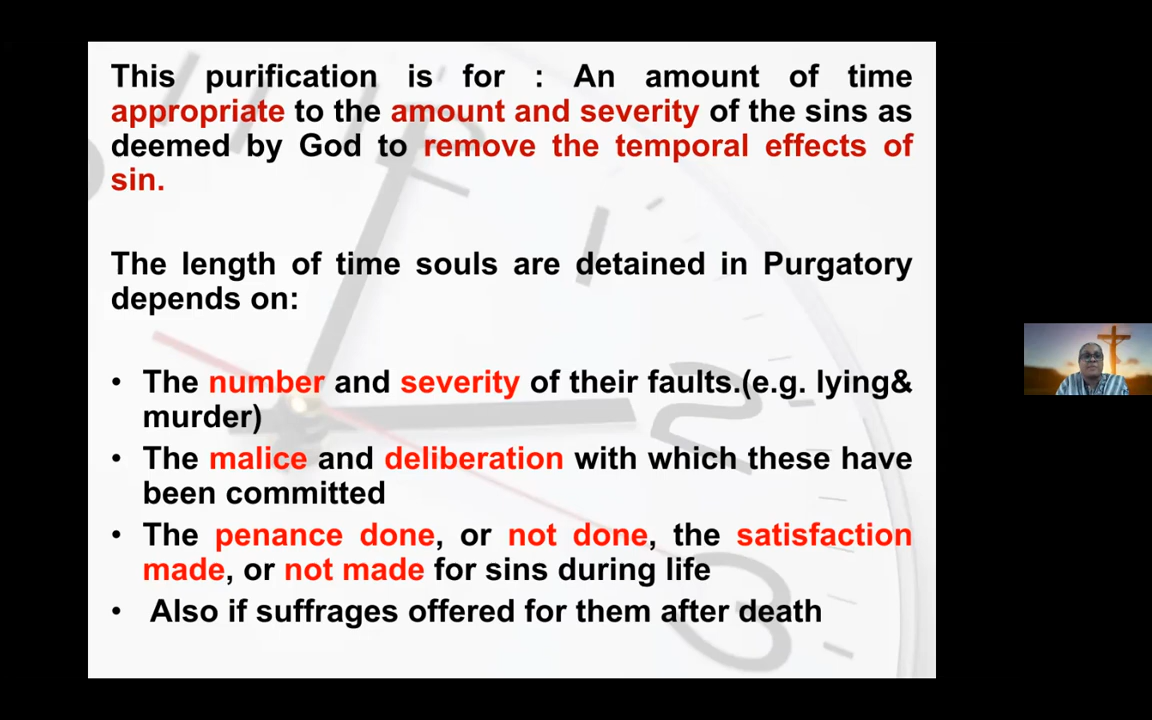 This purification is for : An amount of time
appropriate to the amount and severity of the sins as
deemed by God to remove the temporal effects of
sin.
The length of time souls are detained in Purgatory
depends on:
• The number and severity of their faults.(e.g. lying&
murder)
• The malice and deliberation with which these have
been committed
• The penance done, or not done, the satisfaction
made, or not made for sins during life
• Also if suffrages offered for them after death
2
3